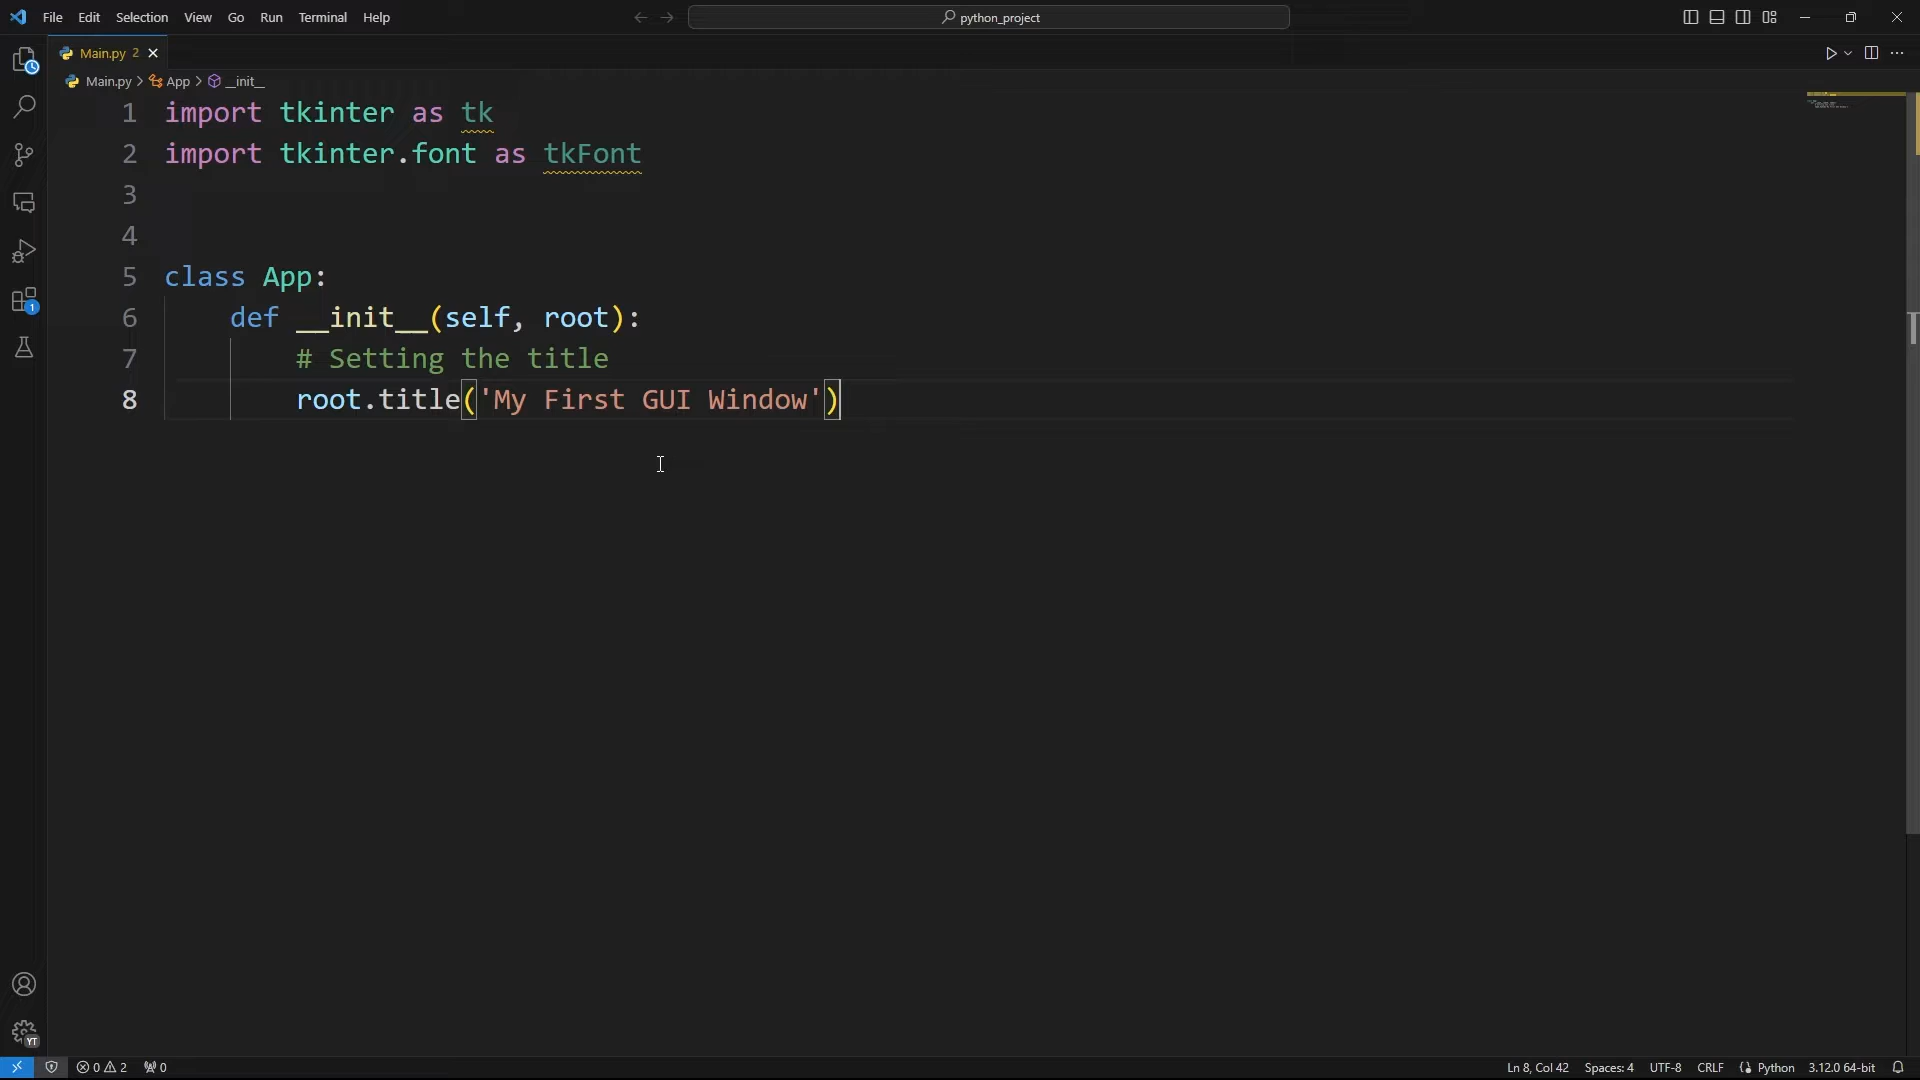 File Edit Selection View Go Run Terminal Help
python_project
Main.py 2
Main.py > App > __init__
1 import tkinter as tk
2 import tkinter.font as tkFont
3
4
5 class App:
6     def __init__(self, root):
7         # Setting the title
8         root.title('My First GUI Window')
1
YT
0 2 0
Ln 8, Col 42 Spaces: 4 UTF-8 CRLF Python 3.12.0 64-bit